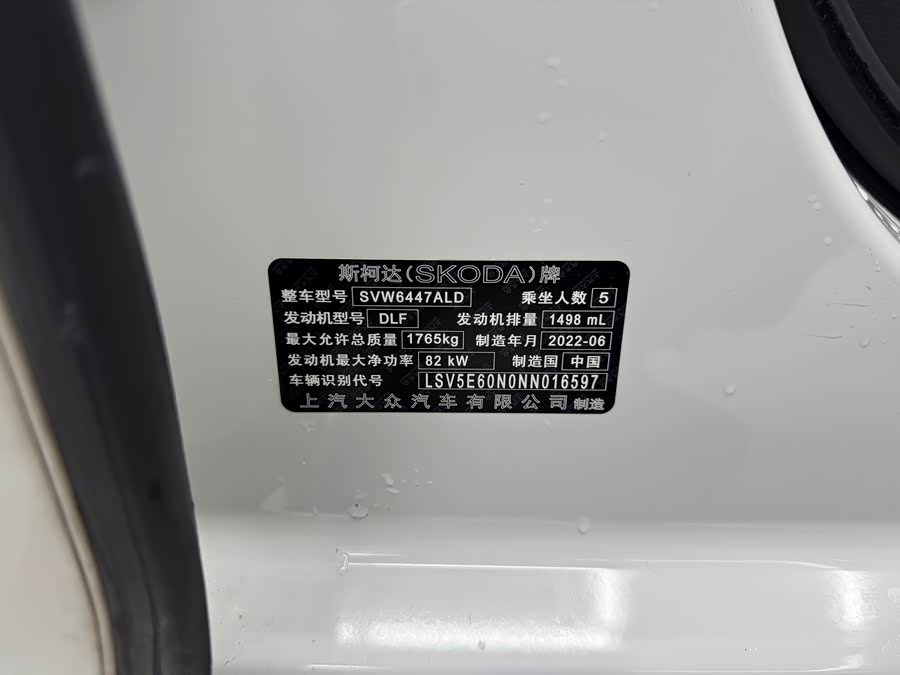 斯柯达(SKODA)牌
整车型号 SVW6447ALD 乘坐人数 5
发动机型号 DLF 发动机排量 1498 mL
最大允许总质量 1765kg 制造年月 2022-06
发动机最大净功率 82 kW 制造国 中国
车辆识别代号 LSV5E60N0NN016597
上汽大众汽车有限公司 制造